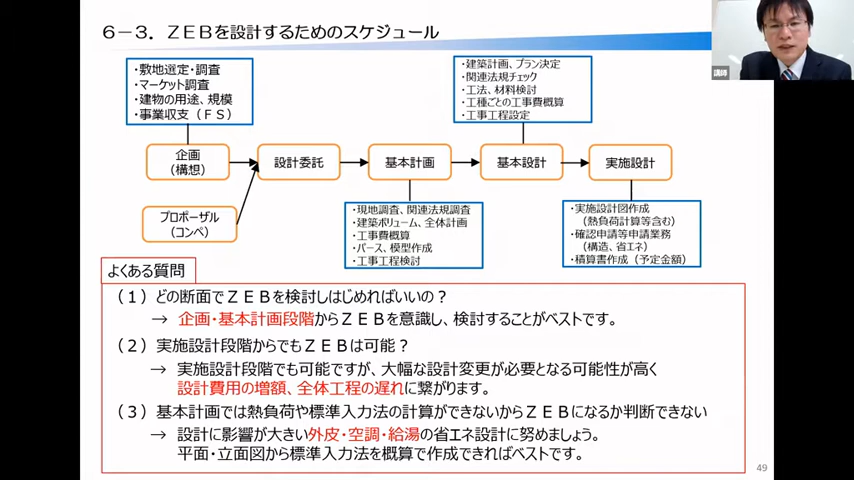 ６－３．ＺＥＢを設計するためのスケジュール
講師
・敷地選定・調査
・マーケット調査
・建物の用途、規模
・事業収支（ＦＳ）
・建築計画、プラン決定
・関連法規チェック
・工法、材料検討
・工種ごとの工事費概算
・工事工程設定
企画
（構想）
設計委託
基本計画
基本設計
実施設計
プロポーザル
（コンペ）
・現地調査、関連法規調査
・建築ボリューム、全体計画
・工事費概算
・パース、模型作成
・工事工程検討
・実施設計図作成
（熱負荷計算等含む）
・確認申請等申請業務
（構造、省エネ）
・積算書作成（予定金額）
よくある質問
（１）どの断面でＺＥＢを検討しはじめればいいの？
→ 企画・基本計画段階からＺＥＢを意識し、検討することがベストです。
（２）実施設計段階からでもＺＥＢは可能？
→ 実施設計段階でも可能ですが、大幅な設計変更が必要となる可能性が高く
設計費用の増額、全体工程の遅れに繋がります。
（３）基本計画では熱負荷や標準入力法の計算ができないからＺＥＢになるか判断できない
→ 設計に影響が大きい外皮・空調・給湯の省エネ設計に努めましょう。
平面・立面図から標準入力法を概算で作成できればベストです。
49